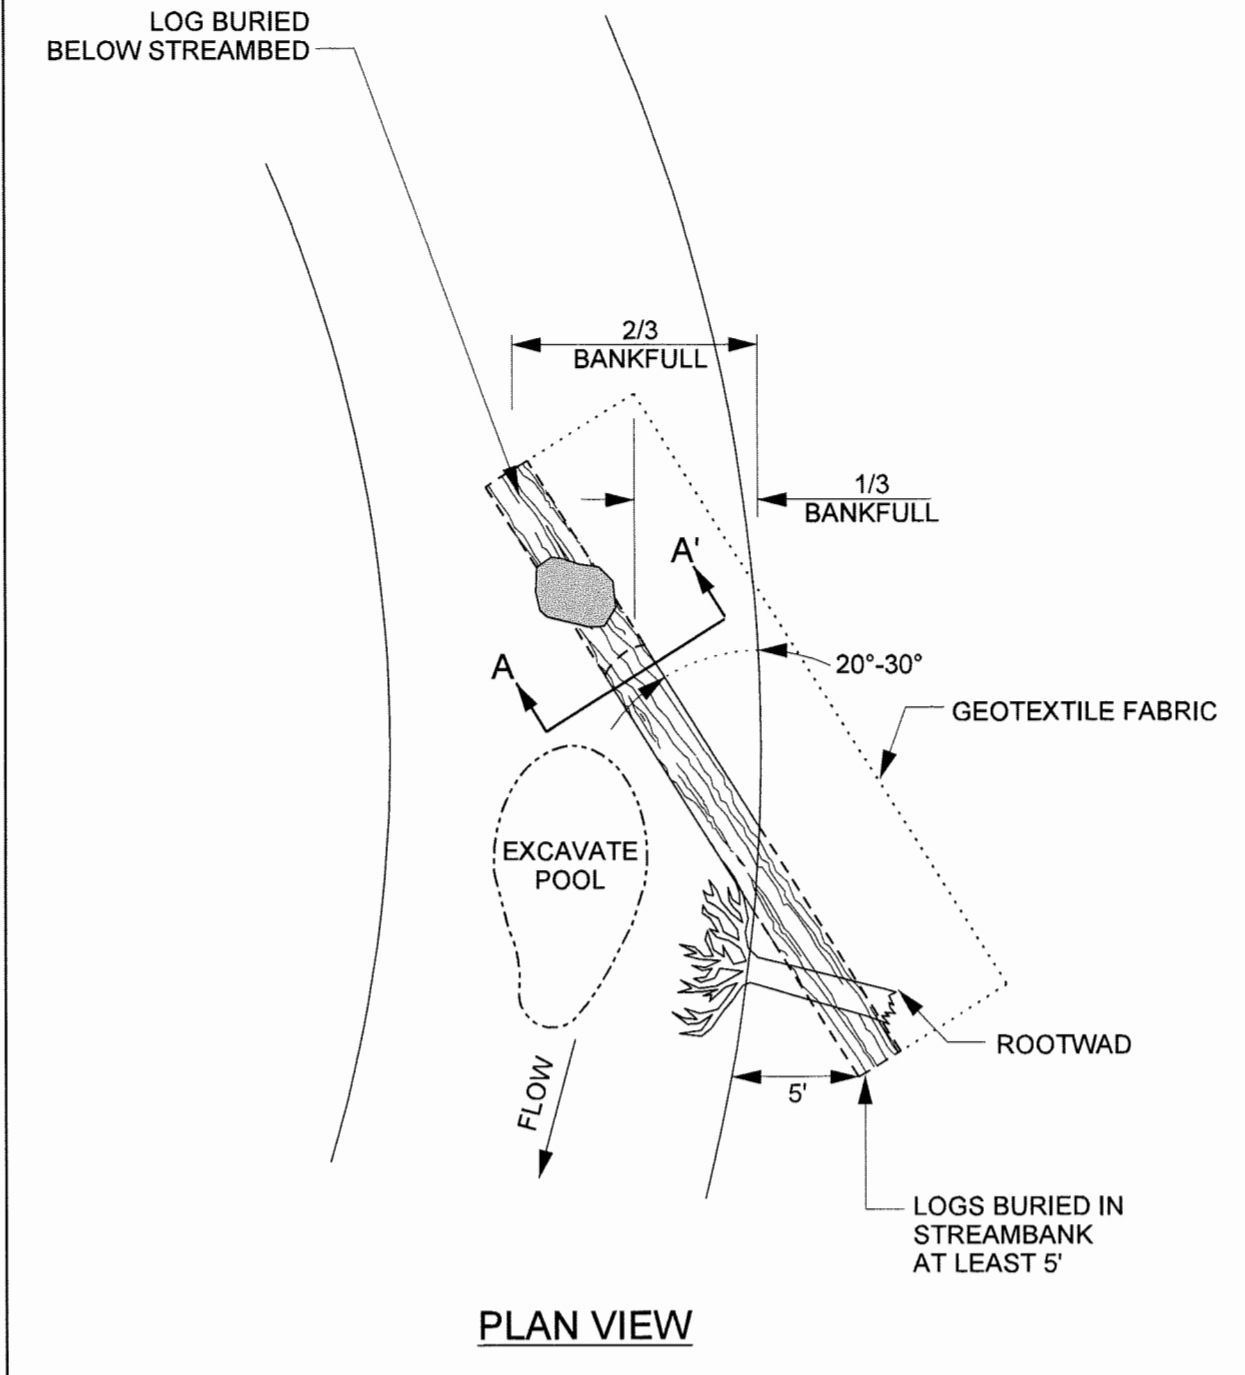 LOG BURIED
BELOW STREAMBED
2/3
BANKFULL
1/3
BANKFULL
A'
A
20°-30°
GEOTEXTILE FABRIC
EXCAVATE
POOL
ROOTWAD
5'
FLOW
LOGS BURIED IN
STREAMBANK
AT LEAST 5'
PLAN VIEW